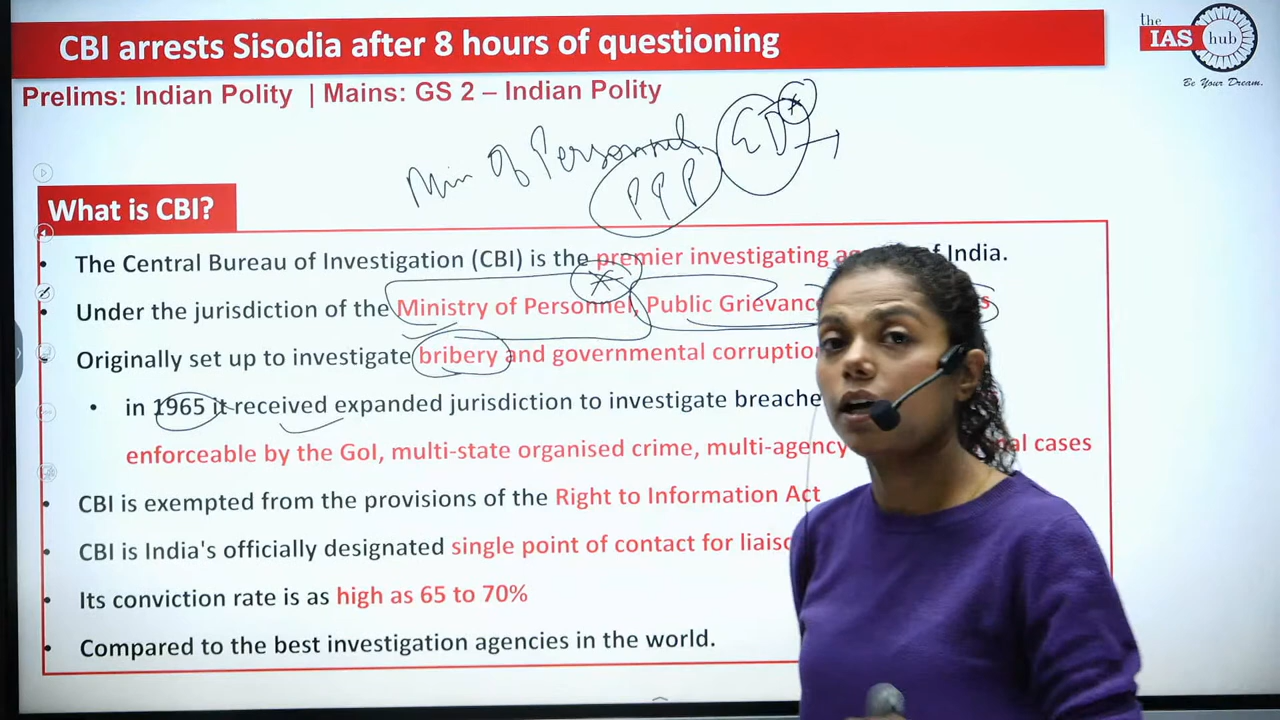 CBI arrests Sisodia after 8 hours of questioning
the
IAS hub
Be Your Dream.
Prelims: Indian Polity | Mains: GS 2 – Indian Polity
Min Of Personnel ED
PPP
What is CBI?
• The Central Bureau of Investigation (CBI) is the premier investigating of India.
• Under the jurisdiction of the Ministry of Personnel, Public Grievanc s
• Originally set up to investigate bribery and governmental corruptio
• in 1965 it received expanded jurisdiction to investigate breache
enforceable by the GoI, multi-state organised crime, multi-agency al cases
• CBI is exempted from the provisions of the Right to Information Act
• CBI is India's officially designated single point of contact for liais
• Its conviction rate is as high as 65 to 70%
• Compared to the best investigation agencies in the world.